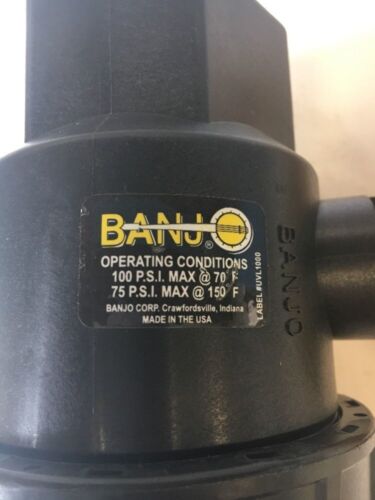 BANJO®
OPERATING CONDITIONS
100 P.S.I. MAX @ 70° F
75 P.S.I. MAX @ 150° F
BANJO CORP. Crawfordsville, Indiana
MADE IN THE USA
LABEL #UVL1000
BANJO